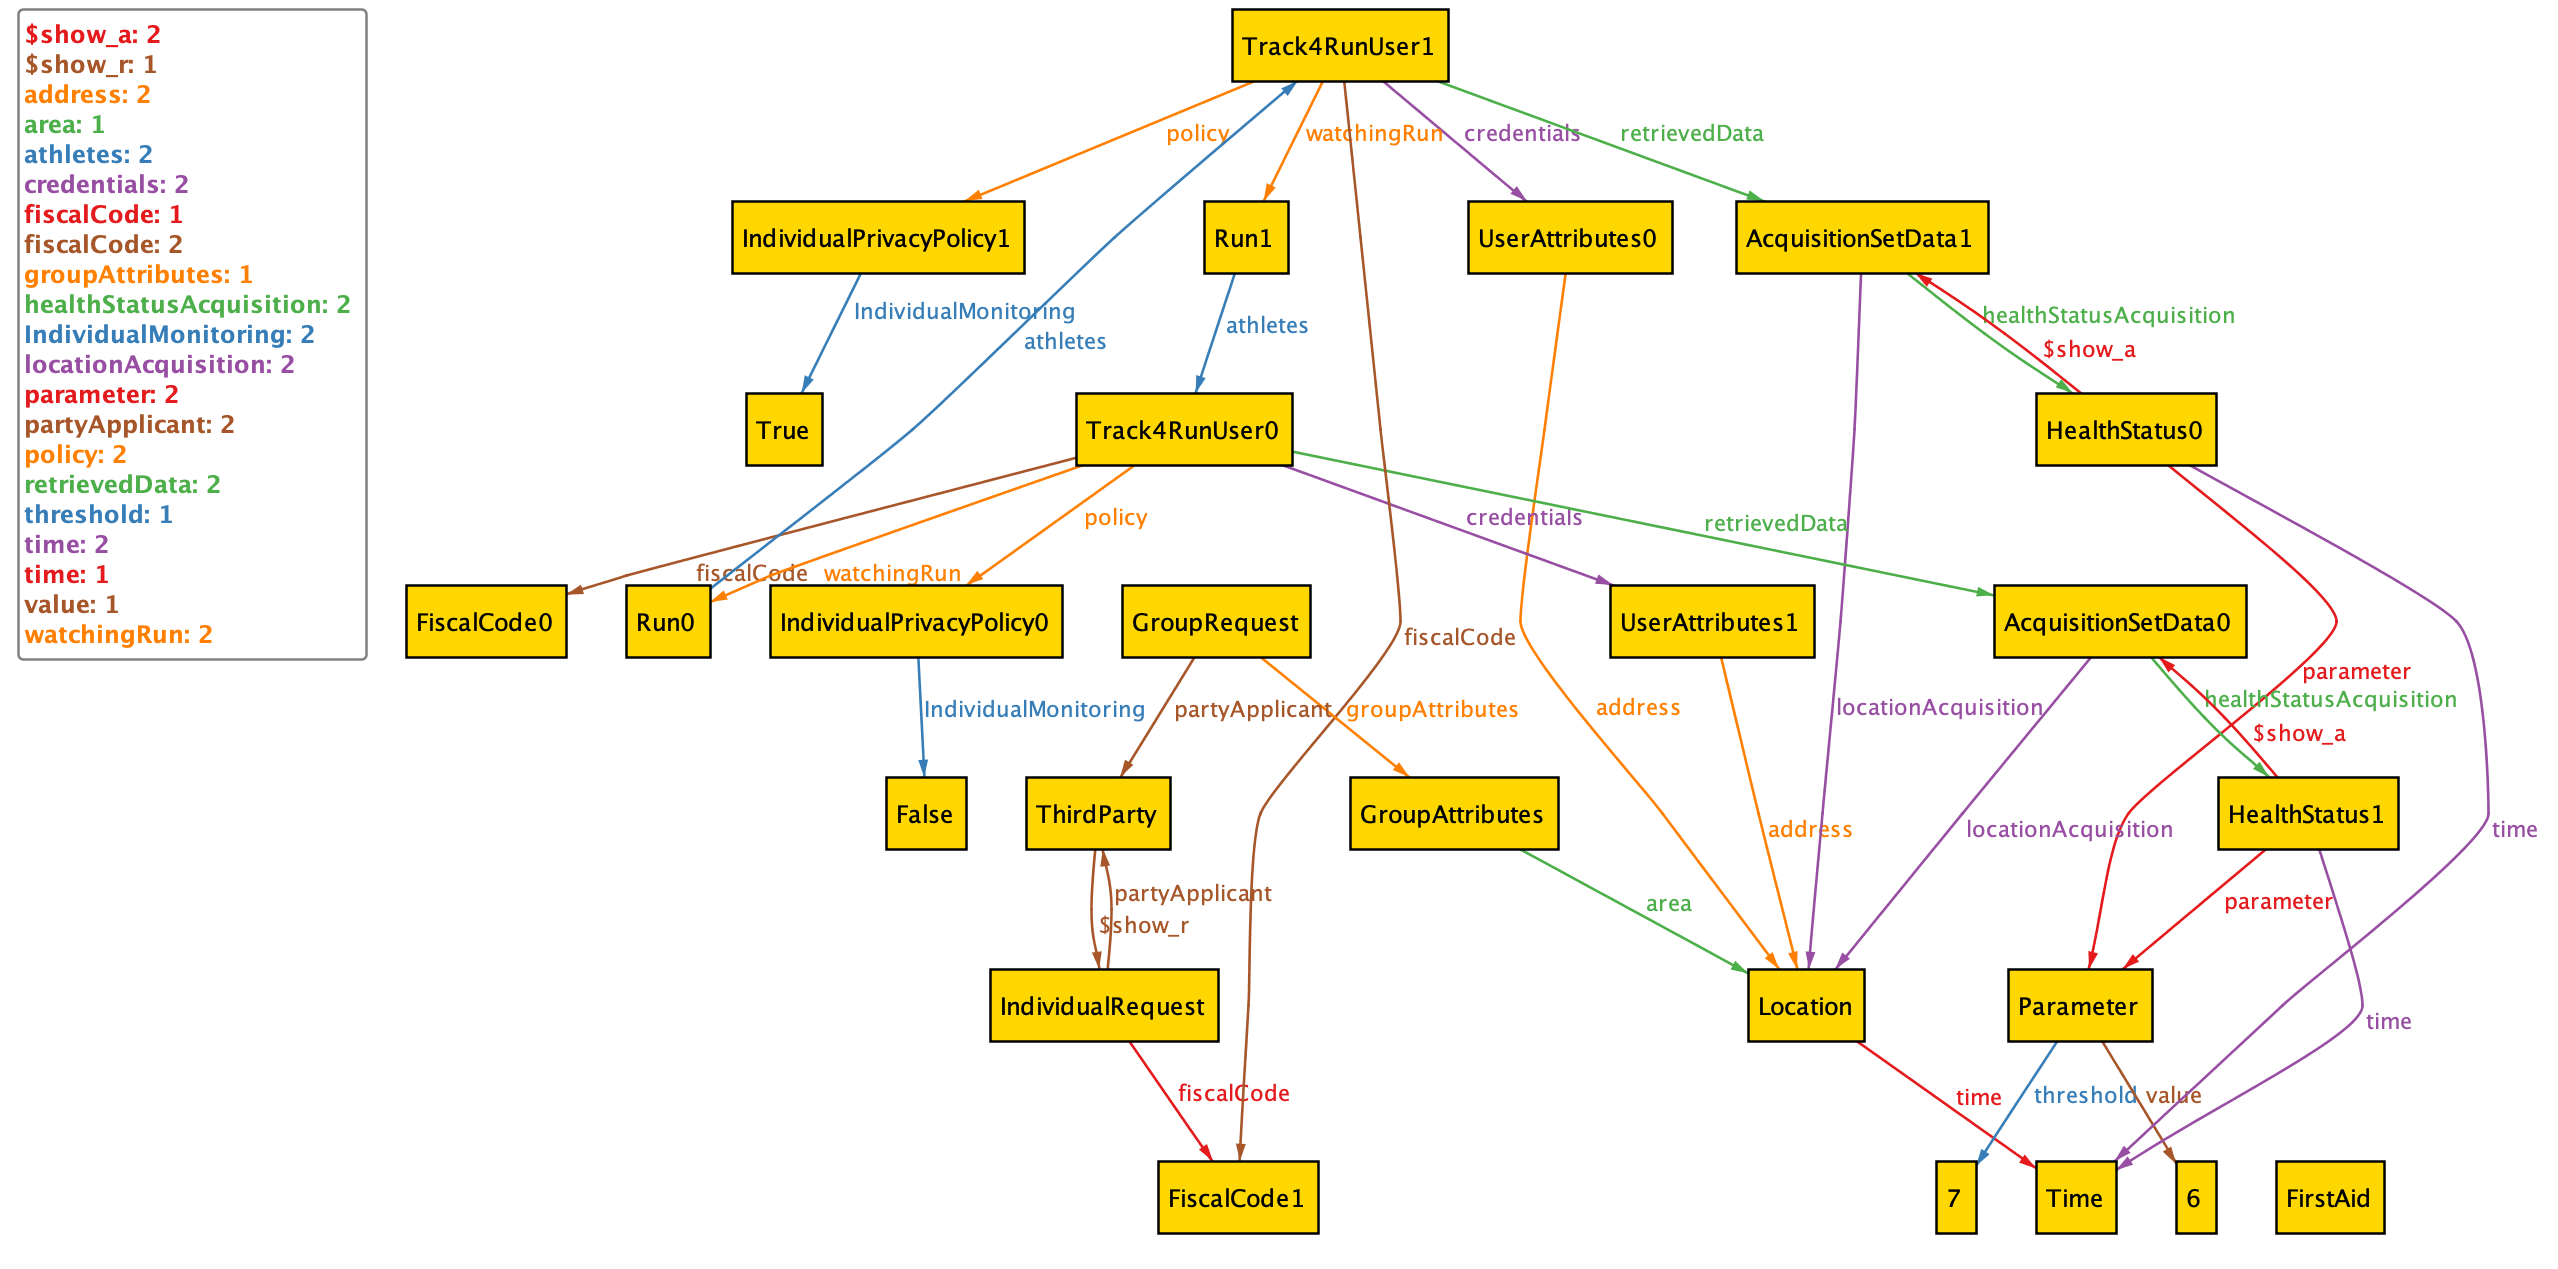 $show_a: 2
$show_r: 1
address: 2
area: 1
athletes: 2
credentials: 2
fiscalCode: 1
fiscalCode: 2
groupAttributes: 1
healthStatusAcquisition: 2
IndividualMonitoring: 2
locationAcquisition: 2
parameter: 2
partyApplicant: 2
policy: 2
retrievedData: 2
threshold: 1
time: 2
time: 1
value: 1
watchingRun: 2
Track4RunUser1
policy
watchingRun
credentials
retrievedData
IndividualPrivacyPolicy1
Run1
UserAttributes0
AcquisitionSetData1
IndividualMonitoring
athletes
athletes
healthStatusAcquisition
$show_a
True
Track4RunUser0
HealthStatus0
policy
credentials
retrievedData
fiscalCode
watchingRun
FiscalCode0
Run0
IndividualPrivacyPolicy0
GroupRequest
fiscalCode
UserAttributes1
AcquisitionSetData0
parameter
healthStatusAcquisition
IndividualMonitoring
partyApplicant
groupAttributes
address
locationAcquisition
$show_a
False
ThirdParty
GroupAttributes
address
locationAcquisition
HealthStatus1
time
partyApplicant
$show_r
area
parameter
IndividualRequest
Location
Parameter
time
fiscalCode
time
threshold
value
FiscalCode1
7
Time
6
FirstAid